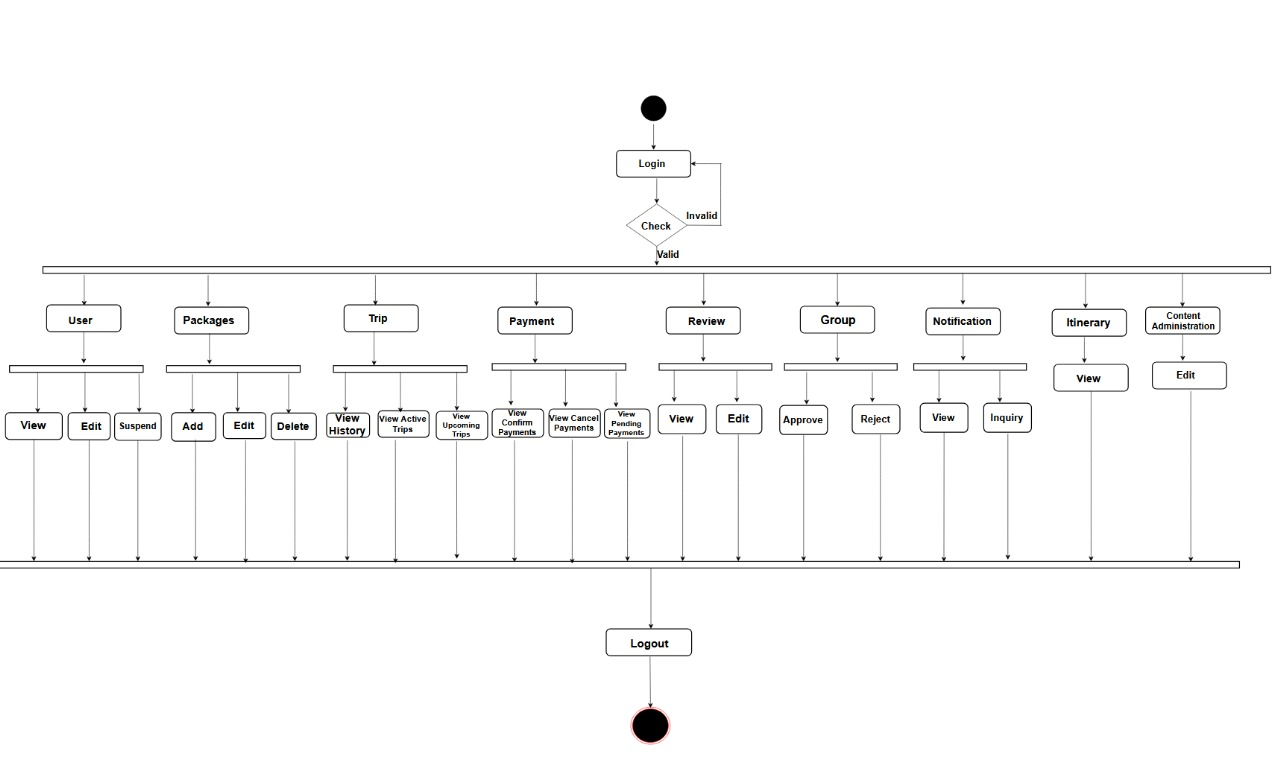 Login
Invalid
Check
Valid
User
Packages
Trip
Payment
Review
Group
Notification
Itinerary
Content
Administration
View
Edit
View
Edit
Suspend
Add
Edit
Delete
View
History
View Active
Trips
View
Upcoming
Trips
View
Confirm
Payments
View Cancel
Payments
View
Pending
Payments
View
Edit
Approve
Reject
View
Inquiry
Logout